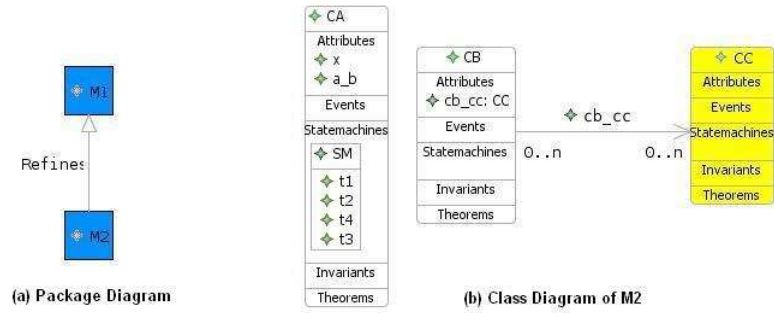 M1
Refines
M2
(a) Package Diagram
CA
Attributes
x
a_b
Events
Statemachines
SM
t1
t2
t4
t3
Invariants
Theorems
CB
Attributes
cb_cc: CC
Events
Statemachines
Invariants
Theorems
cb_cc
0..n
0..n
CC
Attributes
Events
Statemachines
Invariants
Theorems
(b) Class Diagram of M2